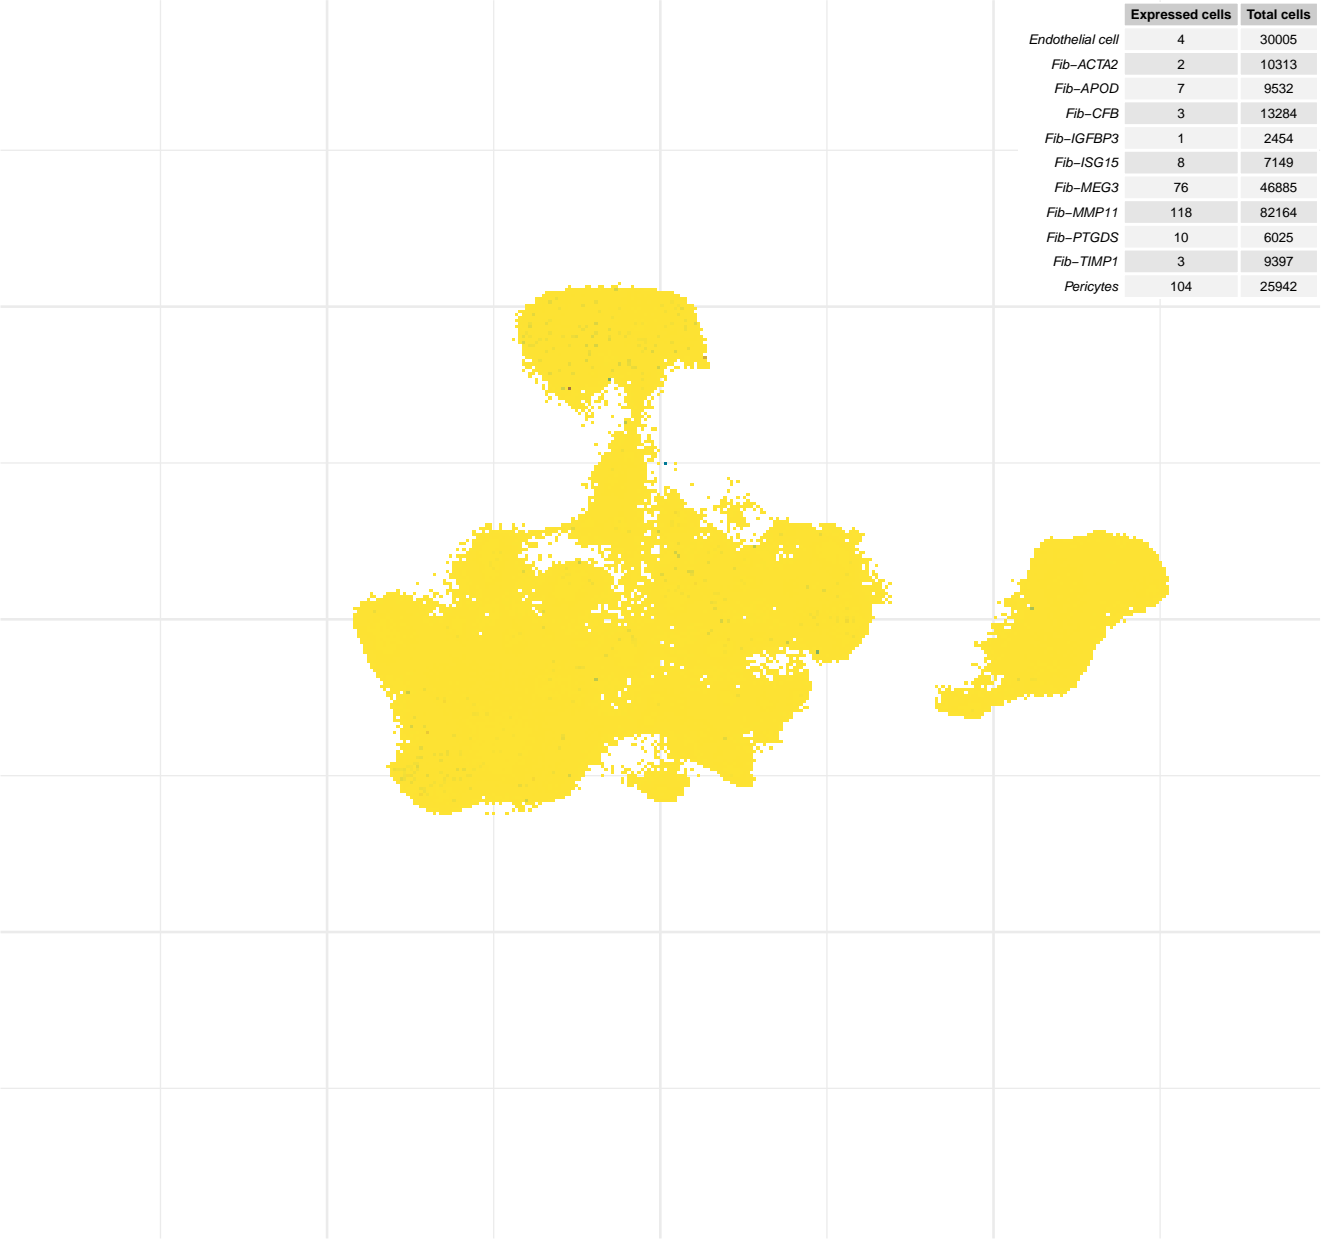 Expressed cells Total cells
Endothelial cell 4 30005
Fib−ACTA2 2 10313
Fib−APOD 7 9532
Fib−CFB 3 13284
Fib−IGFBP3 1 2454
Fib−ISG15 8 7149
Fib−MEG3 76 46885
Fib−MMP11 118 82164
Fib−PTGDS 10 6025
Fib−TIMP1 3 9397
Pericytes 104 25942